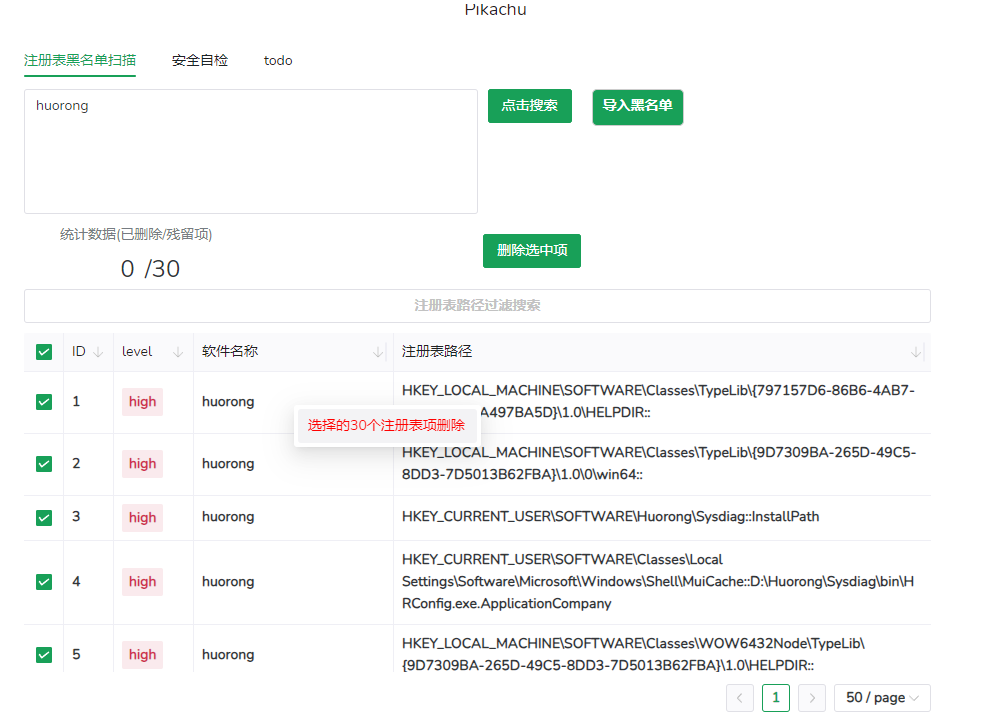 Pikachu
注册表黑名单扫描 安全自检 todo
huorong
点击搜索 导入黑名单
统计数据(已删除/残留项)
0 /30
删除选中项
注册表路径过滤搜索
ID level 软件名称 注册表路径
1 high huorong HKEY_LOCAL_MACHINE\SOFTWARE\Classes\TypeLib\{797157D6-86B6-4AB7-
A497BA5D}\1.0\HELPDIR::
选择的30个注册表项删除
2 high huorong HKEY_LOCAL_MACHINE\SOFTWARE\Classes\TypeLib\{9D7309BA-265D-49C5-
8DD3-7D5013B62FBA}\1.0\0\win64::
3 high huorong HKEY_CURRENT_USER\SOFTWARE\Huorong\Sysdiag::InstallPath
4 high huorong HKEY_CURRENT_USER\SOFTWARE\Classes\Local
Settings\Software\Microsoft\Windows\Shell\MuiCache::D:\Huorong\Sysdiag\bin\H
RConfig.exe.ApplicationCompany
5 high huorong HKEY_LOCAL_MACHINE\SOFTWARE\Classes\WOW6432Node\TypeLib\
{9D7309BA-265D-49C5-8DD3-7D5013B62FBA}\1.0\HELPDIR::
1 50 / page